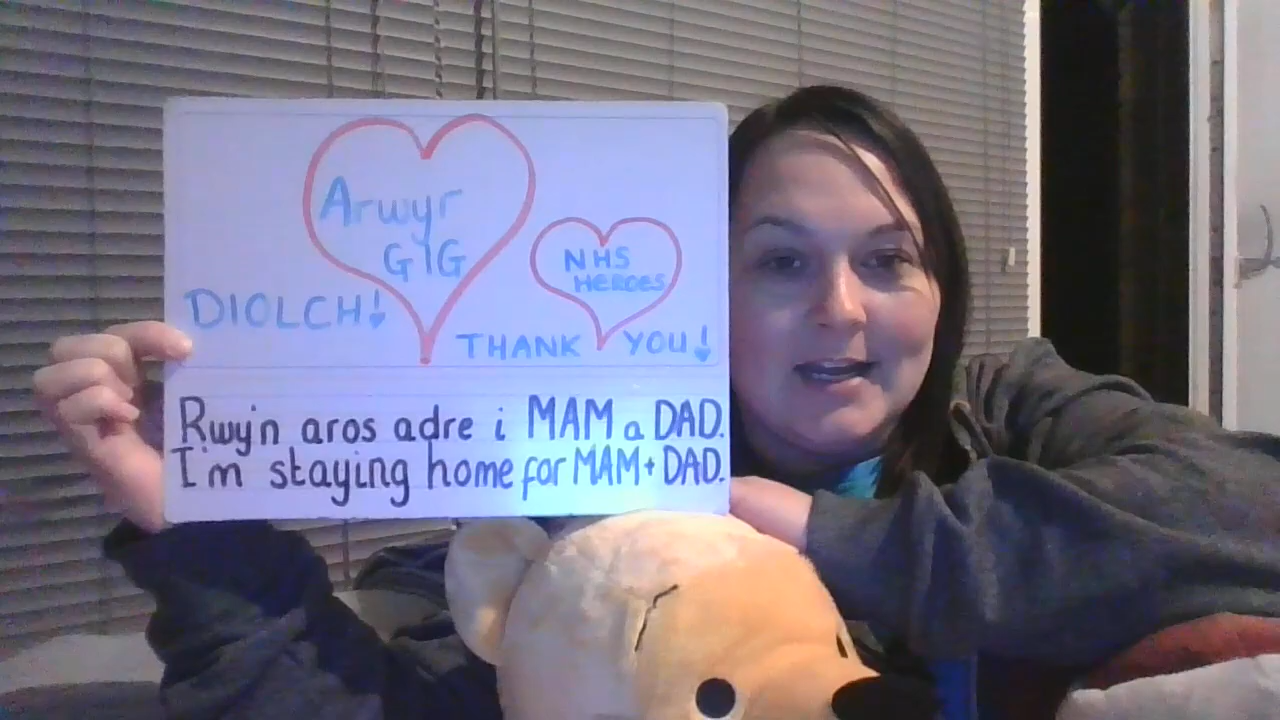 Arwyr
GIG
NHS
HEROES
DIOLCH!
THANK YOU!
Rwy'n aros adre i MAM a DAD.
I'm staying home for MAM + DAD.